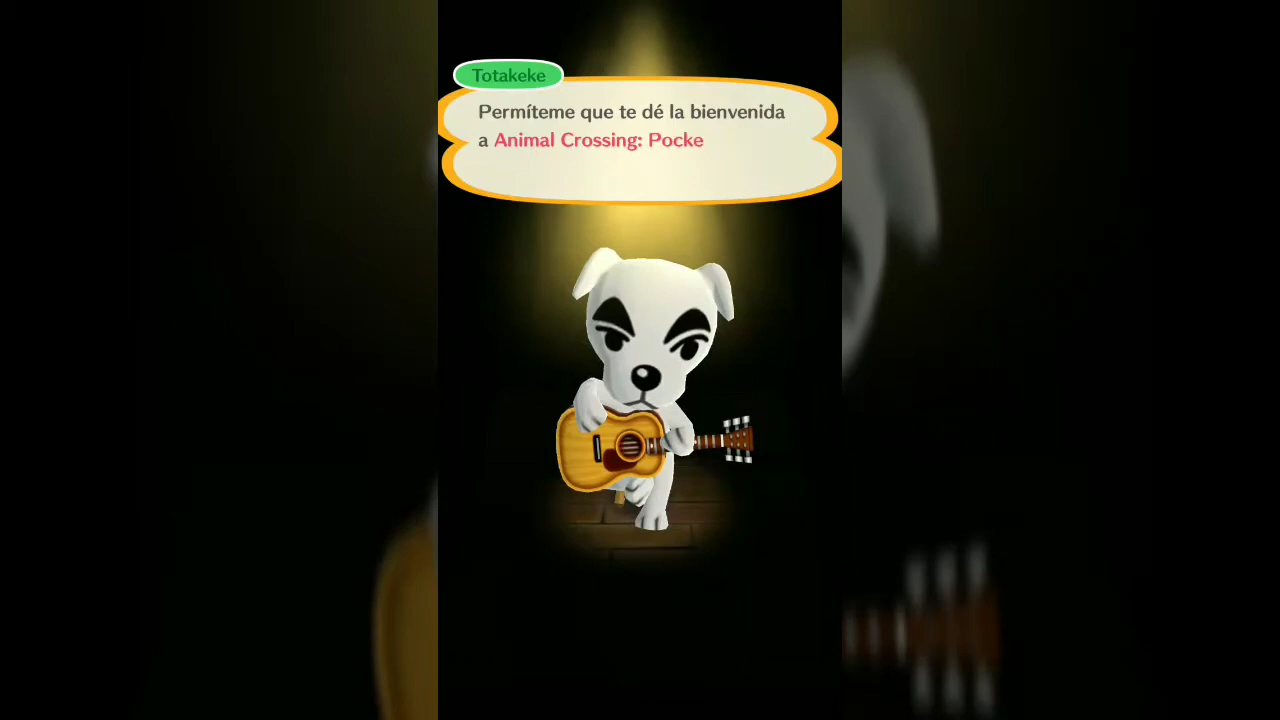 Totakeke
Permíteme que te dé la bienvenida
a Animal Crossing: Pocke